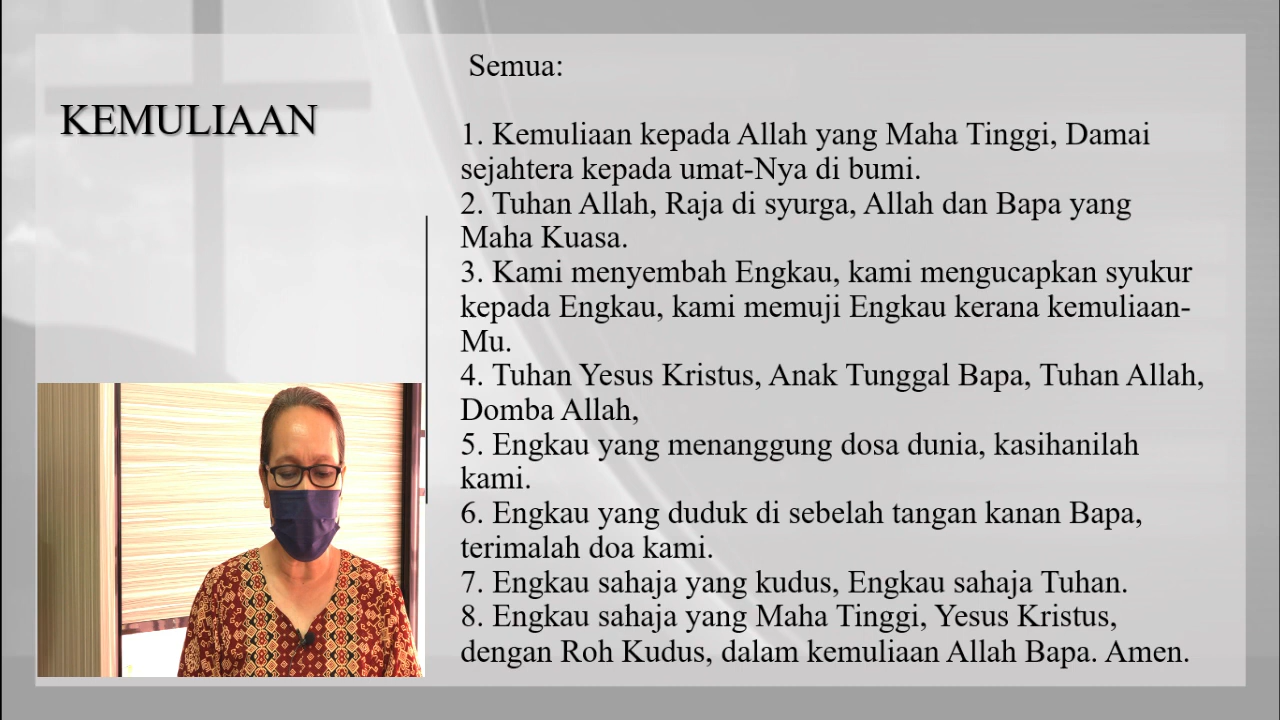 KEMULIAAN
Semua:
1. Kemuliaan kepada Allah yang Maha Tinggi, Damai
sejahtera kepada umat-Nya di bumi.
2. Tuhan Allah, Raja di syurga, Allah dan Bapa yang
Maha Kuasa.
3. Kami menyembah Engkau, kami mengucapkan syukur
kepada Engkau, kami memuji Engkau kerana kemuliaan-
Mu.
4. Tuhan Yesus Kristus, Anak Tunggal Bapa, Tuhan Allah,
Domba Allah,
5. Engkau yang menanggung dosa dunia, kasihanilah
kami.
6. Engkau yang duduk di sebelah tangan kanan Bapa,
terimalah doa kami.
7. Engkau sahaja yang kudus, Engkau sahaja Tuhan.
8. Engkau sahaja yang Maha Tinggi, Yesus Kristus,
dengan Roh Kudus, dalam kemuliaan Allah Bapa. Amen.